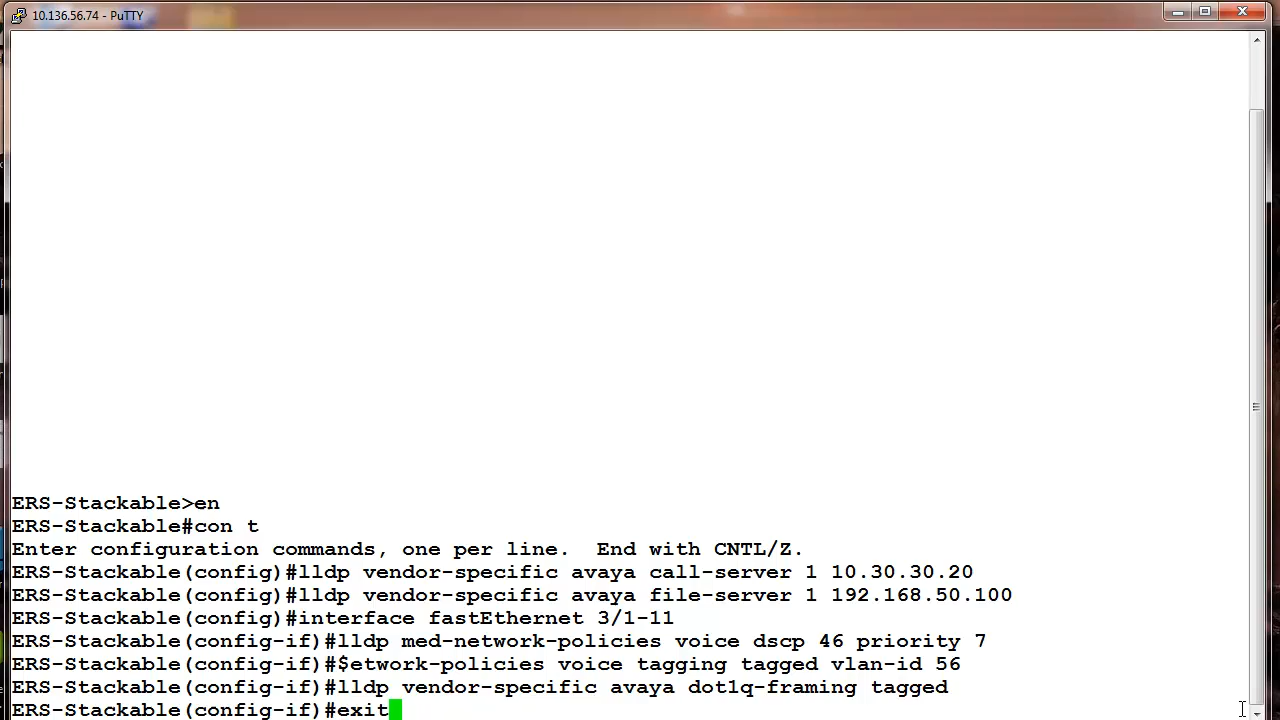 10.136.56.74 - PuTTY
ERS-Stackable>en
ERS-Stackable#con t
Enter configuration commands, one per line.  End with CNTL/Z.
ERS-Stackable(config)#lldp vendor-specific avaya call-server 1 10.30.30.20
ERS-Stackable(config)#lldp vendor-specific avaya file-server 1 192.168.50.100
ERS-Stackable(config)#interface fastEthernet 3/1-11
ERS-Stackable(config-if)#lldp med-network-policies voice dscp 46 priority 7
ERS-Stackable(config-if)#$etwork-policies voice tagging tagged vlan-id 56
ERS-Stackable(config-if)#lldp vendor-specific avaya dot1q-framing tagged
ERS-Stackable(config-if)#exit